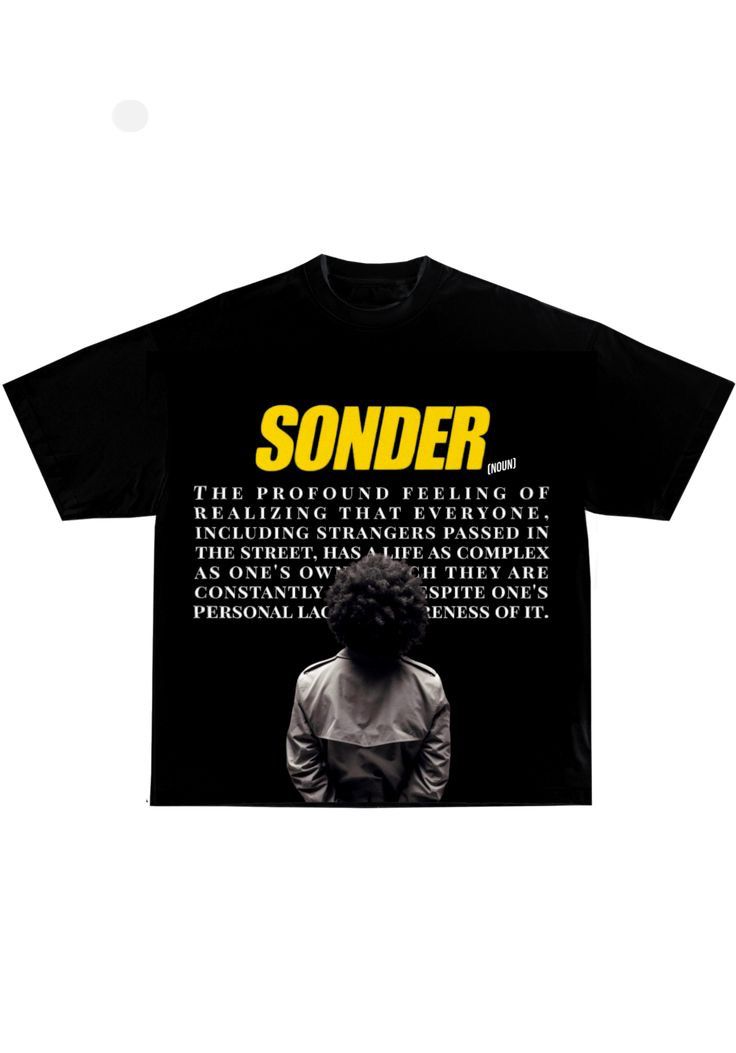 SONDER
(NOUN)
THE PROFOUND FEELING OF
REALIZING THAT EVERYONE,
INCLUDING STRANGERS PASSED IN
THE STREET, HAS A LIFE AS COMPLEX
AS ONE'S OWN THEY ARE
CONSTANTLY ONE'S
PERSONAL OF IT.